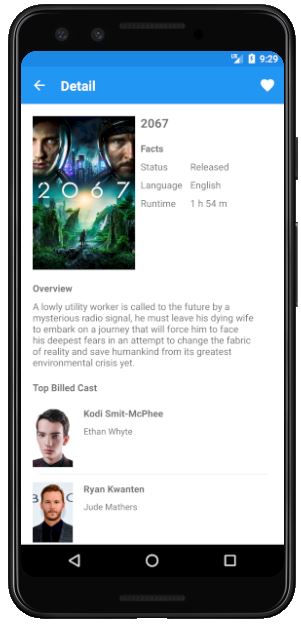 9:29
Detail
2067
2067
Facts
Status Released
Language English
Runtime 1 h 54 m
Overview
A lowly utility worker is called to the future by a
mysterious radio signal, he must leave his dying wife
to embark on a journey that will force him to face
his deepest fears in an attempt to change the fabric
of reality and save humankind from its greatest
environmental crisis yet.
Top Billed Cast
Kodi Smit-McPhee
Ethan Whyte
Ryan Kwanten
Jude Mathers